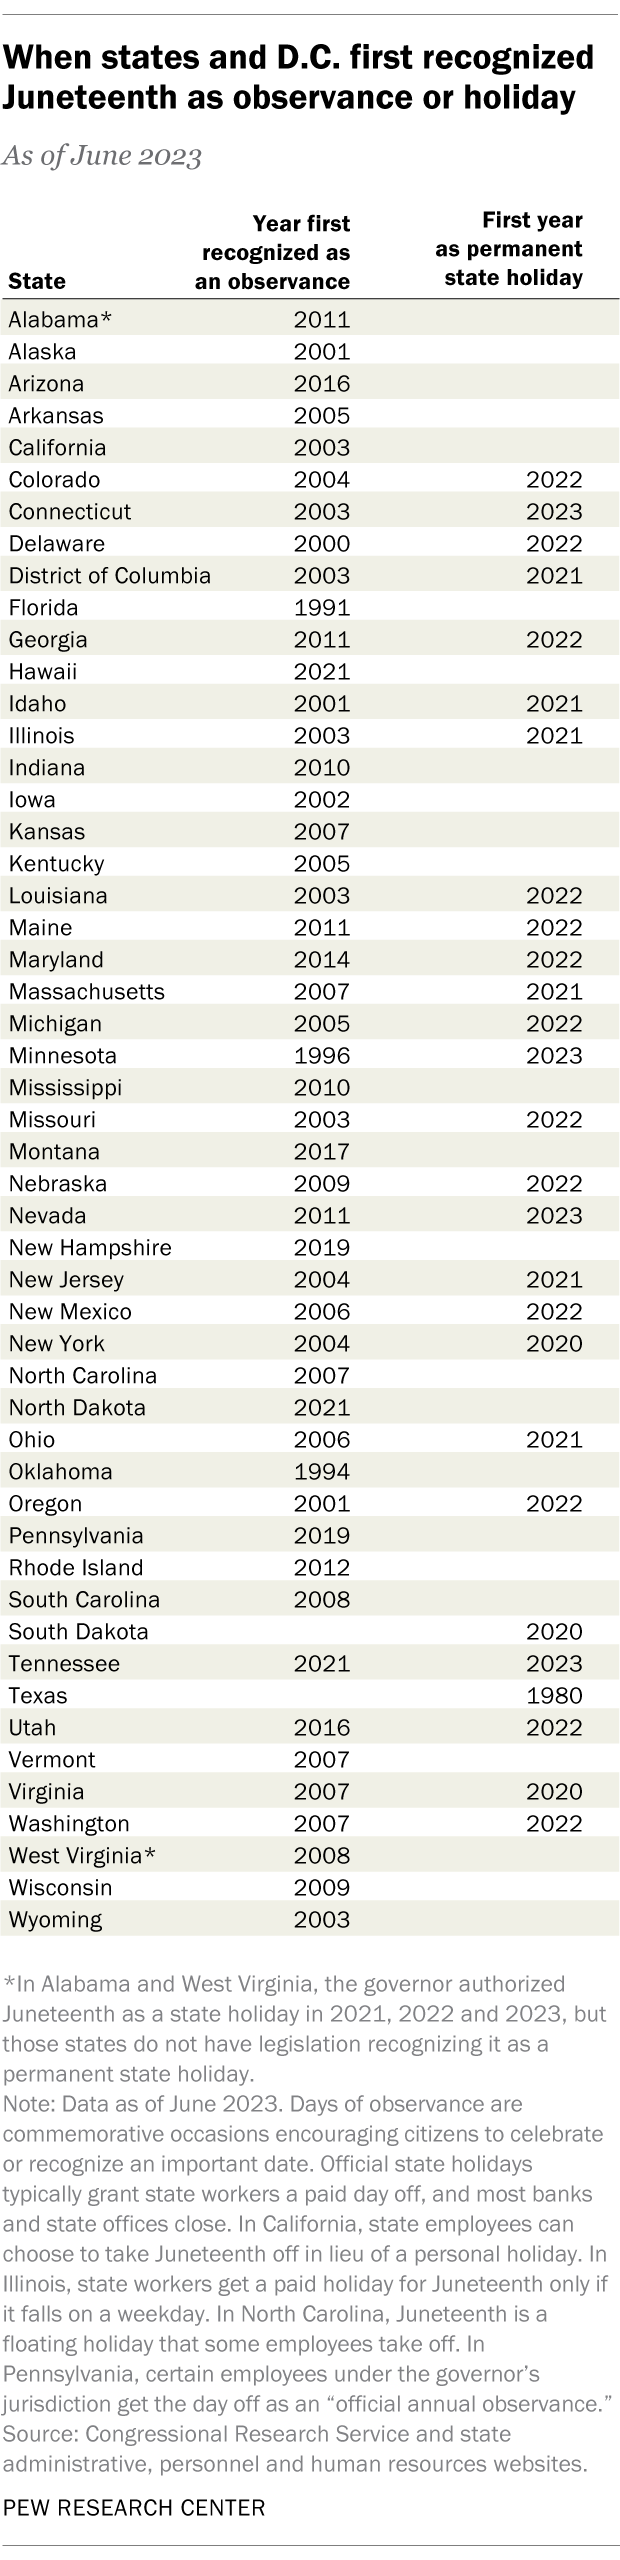 When states and D.C. first recognized
Juneteenth as observance or holiday
As of June 2023
State Year first recognized as an observance First year as permanent state holiday
Alabama* 2011
Alaska 2001
Arizona 2016
Arkansas 2005
California 2003
Colorado 2004 2022
Connecticut 2003 2023
Delaware 2000 2022
District of Columbia 2003 2021
Florida 1991
Georgia 2011 2022
Hawaii 2021
Idaho 2001 2021
Illinois 2003 2021
Indiana 2010
Iowa 2002
Kansas 2007
Kentucky 2005
Louisiana 2003 2022
Maine 2011 2022
Maryland 2014 2022
Massachusetts 2007 2021
Michigan 2005 2022
Minnesota 1996 2023
Mississippi 2010
Missouri 2003 2022
Montana 2017
Nebraska 2009 2022
Nevada 2011 2023
New Hampshire 2019
New Jersey 2004 2021
New Mexico 2006 2022
New York 2004 2020
North Carolina 2007
North Dakota 2021
Ohio 2006 2021
Oklahoma 1994
Oregon 2001 2022
Pennsylvania 2019
Rhode Island 2012
South Carolina 2008
South Dakota 2020
Tennessee 2021 2023
Texas 1980
Utah 2016 2022
Vermont 2007
Virginia 2007 2020
Washington 2007 2022
West Virginia* 2008
Wisconsin 2009
Wyoming 2003
*In Alabama and West Virginia, the governor authorized
Juneteenth as a state holiday in 2021, 2022 and 2023, but
those states do not have legislation recognizing it as a
permanent state holiday.
Note: Data as of June 2023. Days of observance are
commemorative occasions encouraging citizens to celebrate
or recognize an important date. Official state holidays
typically grant state workers a paid day off, and most banks
and state offices close. In California, state employees can
choose to take Juneteenth off in lieu of a personal holiday. In
Illinois, state workers get a paid holiday for Juneteenth only if
it falls on a weekday. In North Carolina, Juneteenth is a
floating holiday that some employees take off. In
Pennsylvania, certain employees under the governor's
jurisdiction get the day off as an “official annual observance.”
Source: Congressional Research Service and state
administrative, personnel and human resources websites.
PEW RESEARCH CENTER